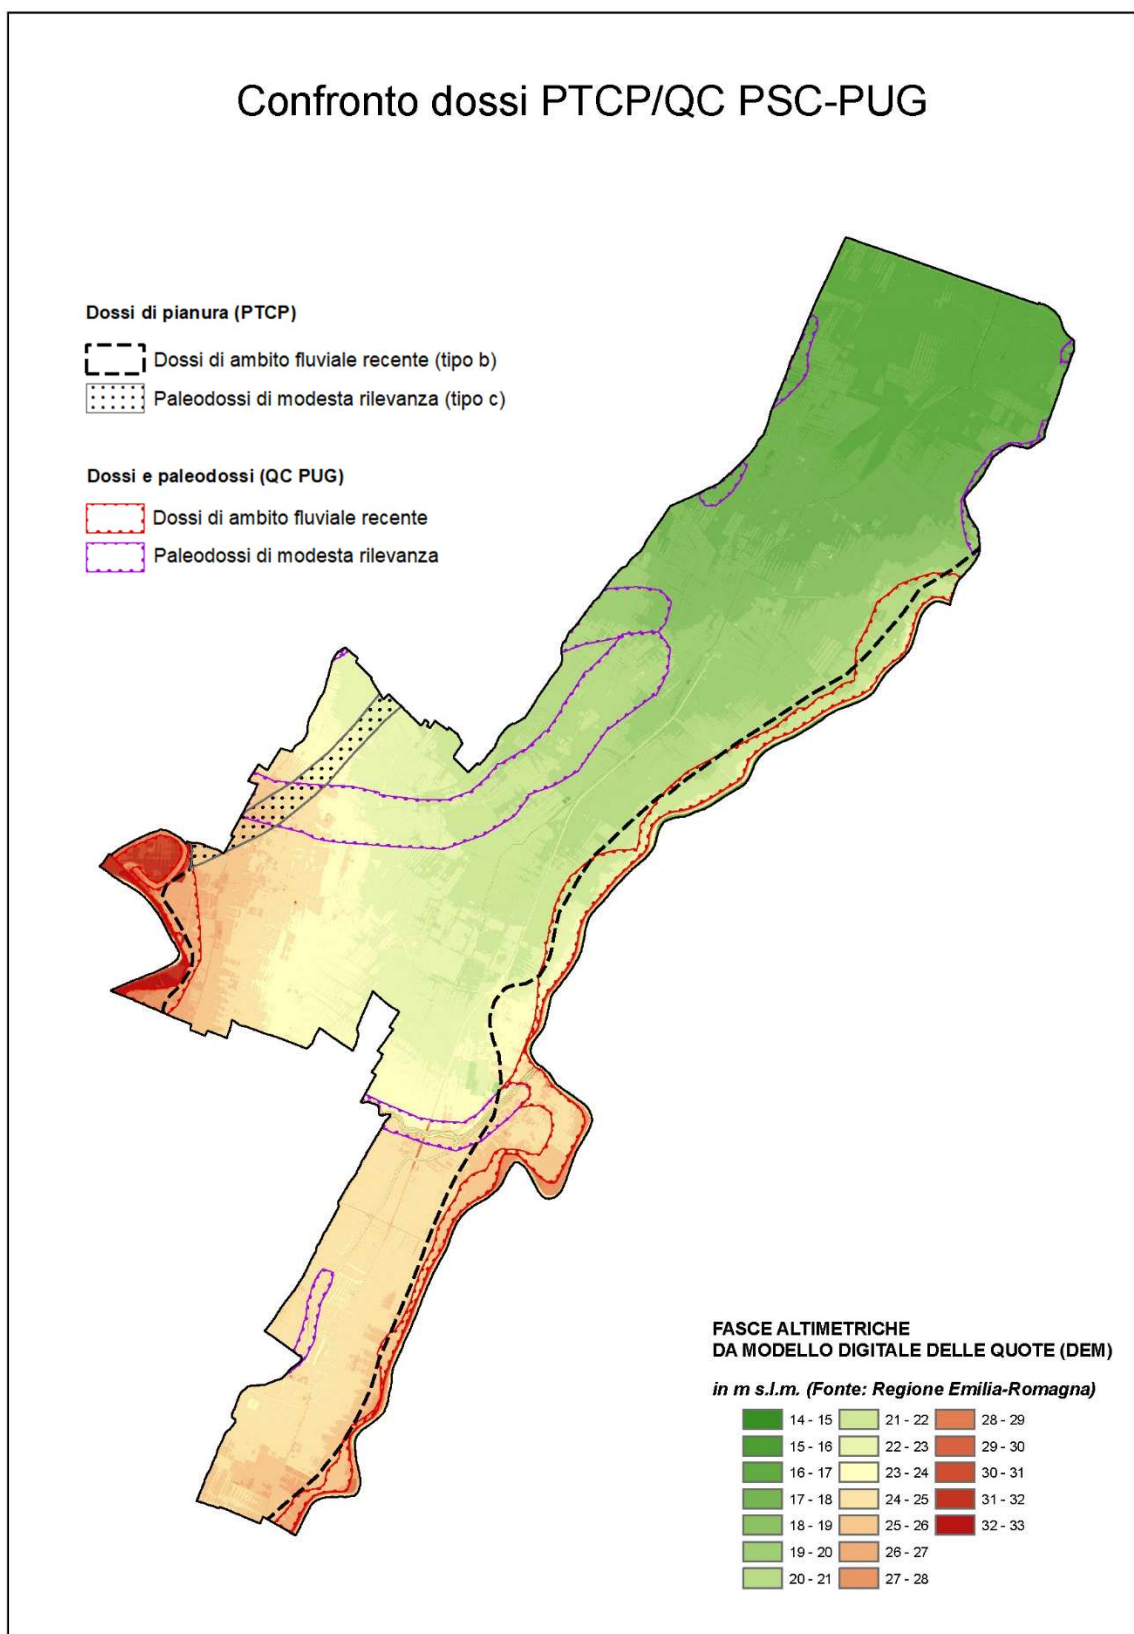 Confronto dossi PTCP/QC PSC-PUG
Dossi di pianura (PTCP)
Dossi di ambito fluviale recente (tipo b)
Paleodossi di modesta rilevanza (tipo c)
Dossi e paleodossi (QC PUG)
Dossi di ambito fluviale recente
Paleodossi di modesta rilevanza
FASCE ALTIMETRICHE
DA MODELLO DIGITALE DELLE QUOTE (DEM)
in m s.l.m. (Fonte: Regione Emilia-Romagna)
14 - 15
15 - 16
16 - 17
17 - 18
18 - 19
19 - 20
20 - 21
21 - 22
22 - 23
23 - 24
24 - 25
25 - 26
26 - 27
27 - 28
28 - 29
29 - 30
30 - 31
31 - 32
32 - 33